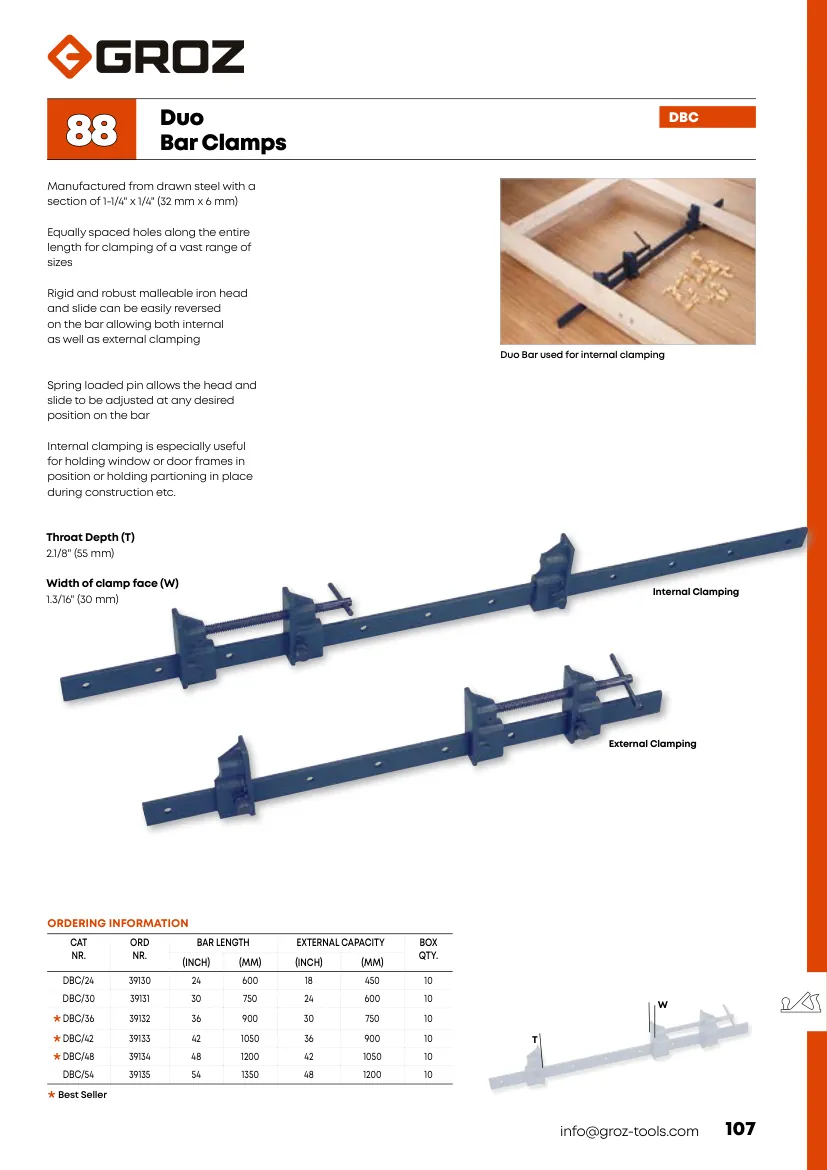 GROZ
88
Duo
Bar Clamps
DBC
Manufactured from drawn steel with a
section of 1-1/4" x 1/4" (32 mm x 6 mm)
Equally spaced holes along the entire
length for clamping of a vast range of
sizes
Rigid and robust malleable iron head
and slide can be easily reversed
on the bar allowing both internal
as well as external clamping
Spring loaded pin allows the head and
slide to be adjusted at any desired
position on the bar
Internal clamping is especially useful
for holding window or door frames in
position or holding partioning in place
during construction etc.
Duo Bar used for internal clamping
Throat Depth (T)
2.1/8" (55 mm)
Width of clamp face (W)
1.3/16" (30 mm)
Internal Clamping
External Clamping
ORDERING INFORMATION
CAT NR. ORD NR. BAR LENGTH EXTERNAL CAPACITY BOX QTY.
(INCH) (MM) (INCH) (MM)
DBC/24 39130 24 600 18 450 10
DBC/30 39131 30 750 24 600 10
* DBC/36 39132 36 900 30 750 10
* DBC/42 39133 42 1050 36 900 10
* DBC/48 39134 48 1200 42 1050 10
DBC/54 39135 54 1350 48 1200 10
* Best Seller
W
T
info@groz-tools.com 107